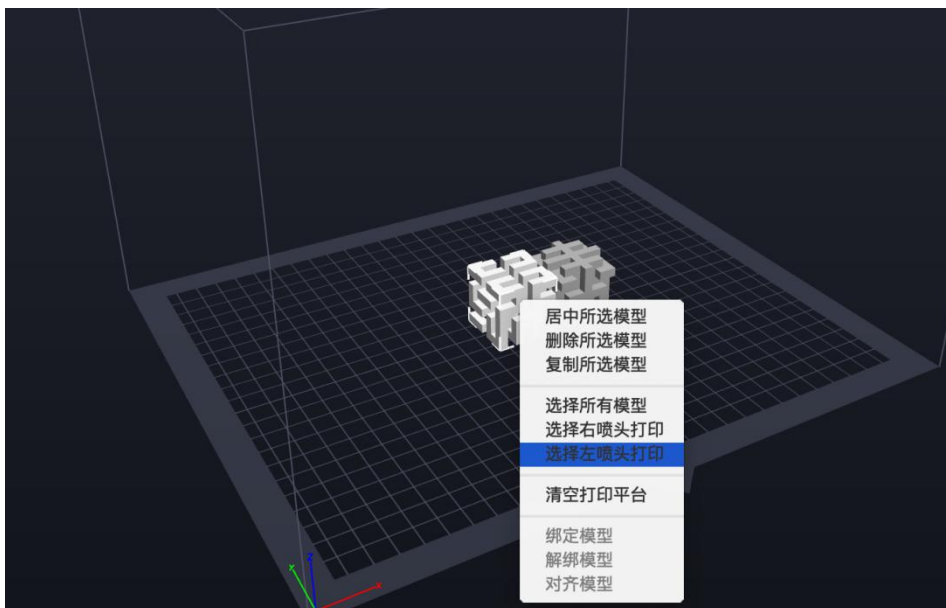 居中所选模型
删除所选模型
复制所选模型
选择所有模型
选择右喷头打印
选择左喷头打印
清空打印平台
绑定模型
解绑模型
对齐模型
Z
Y
X